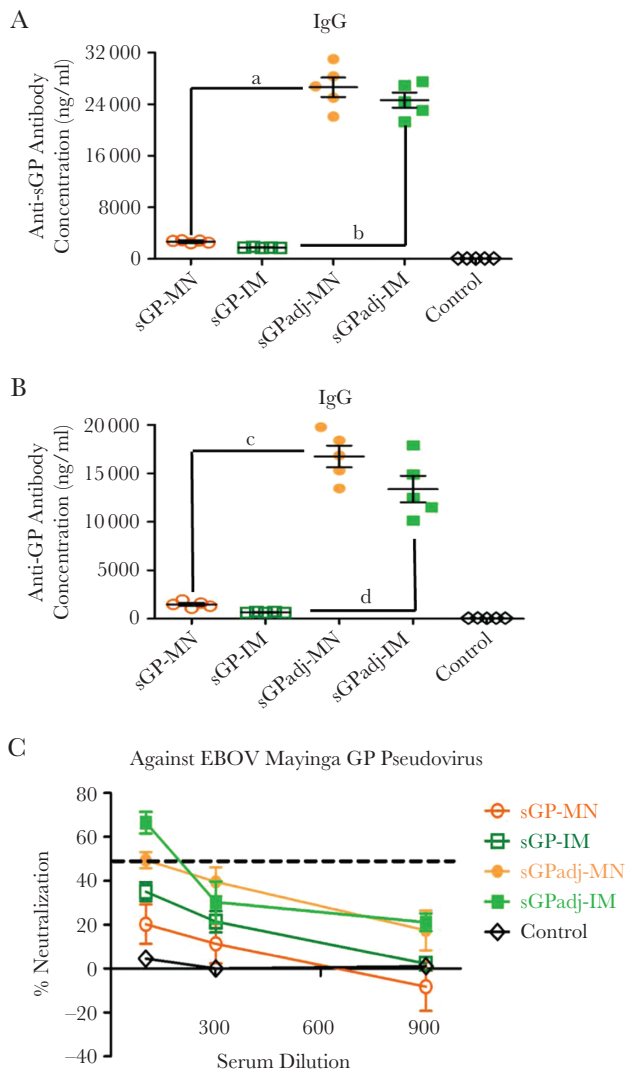 A
IgG
Anti-sGP Antibody
Concentration (ng/ml)
32 000
24 000
16 000
8000
0
a
b
sGP-MN
sGP-IM
sGPadj-MN
sGPadj-IM
Control
B
IgG
Anti-GP Antibody
Concentration (ng/ml)
20 000
15 000
10 000
5000
0
c
d
sGP-MN
sGP-IM
sGPadj-MN
sGPadj-IM
Control
C
Against EBOV Mayinga GP Pseudovirus
% Neutralization
80
60
40
20
0
−20
−40
300
600
900
Serum Dilution
sGP-MN
sGP-IM
sGPadj-MN
sGPadj-IM
Control